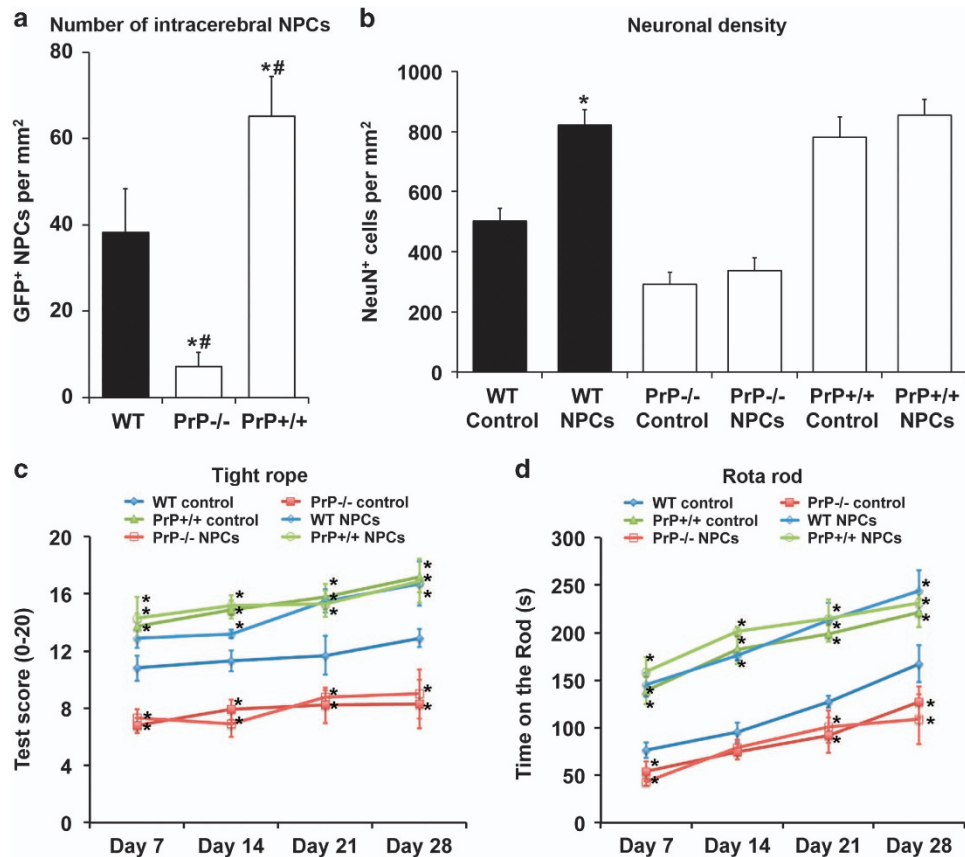 a
Number of intracerebral NPCs
80
60
40
20
0
GFP⁺ NPCs per mm²
*#
*#
WT
PrP-/-
PrP+/+
b
Neuronal density
1000
800
600
400
200
0
NeuN⁺ cells per mm²
*
WT
Control
WT
NPCs
PrP-/-
Control
PrP-/-
NPCs
PrP+/+
Control
PrP+/+
NPCs
c
Tight rope
WT control
PrP-/- control
PrP+/+ control
WT NPCs
PrP-/- NPCs
PrP+/+ NPCs
20
16
12
8
4
0
Test score (0-20)
* * * *
* * * *
* * * *
* * * *
* * * *
Day 7 Day 14 Day 21 Day 28
d
Rota rod
WT control
PrP-/- control
PrP+/+ control
WT NPCs
PrP-/- NPCs
PrP+/+ NPCs
300
250
200
150
100
50
0
Time on the Rod (s)
* * * *
* * * *
* * * *
* * *
* * *
Day 7 Day 14 Day 21 Day 28